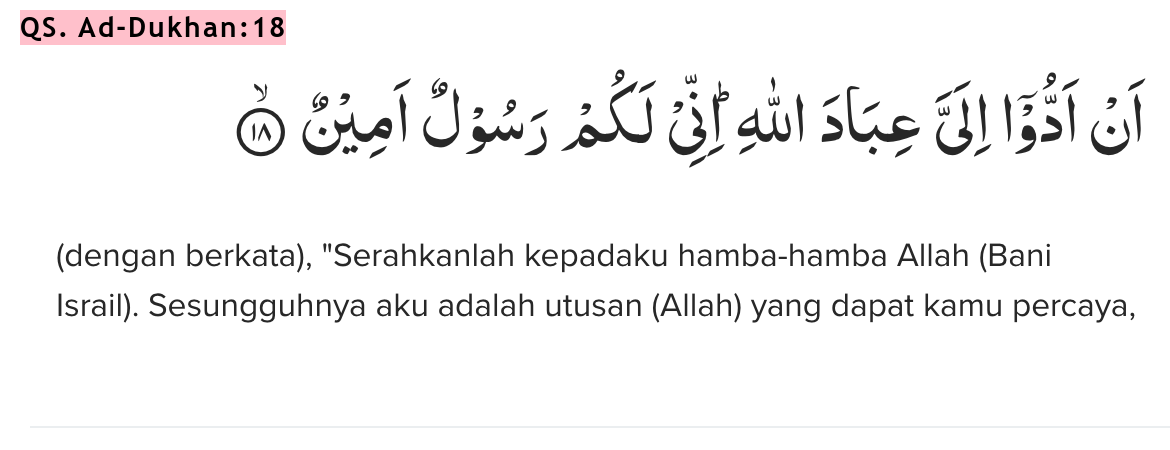 QS. Ad-Dukhan:18
اَنْ اَدُّوْٓا اِلَيَّ عِبَادَ اللّٰهِ ۗاِنِّيْ لَكُمْ رَسُوْلٌ اَمِيْنٌ ۙ ١٨
(dengan berkata), "Serahkanlah kepadaku hamba-hamba Allah (Bani
Israil). Sesungguhnya aku adalah utusan (Allah) yang dapat kamu percaya,